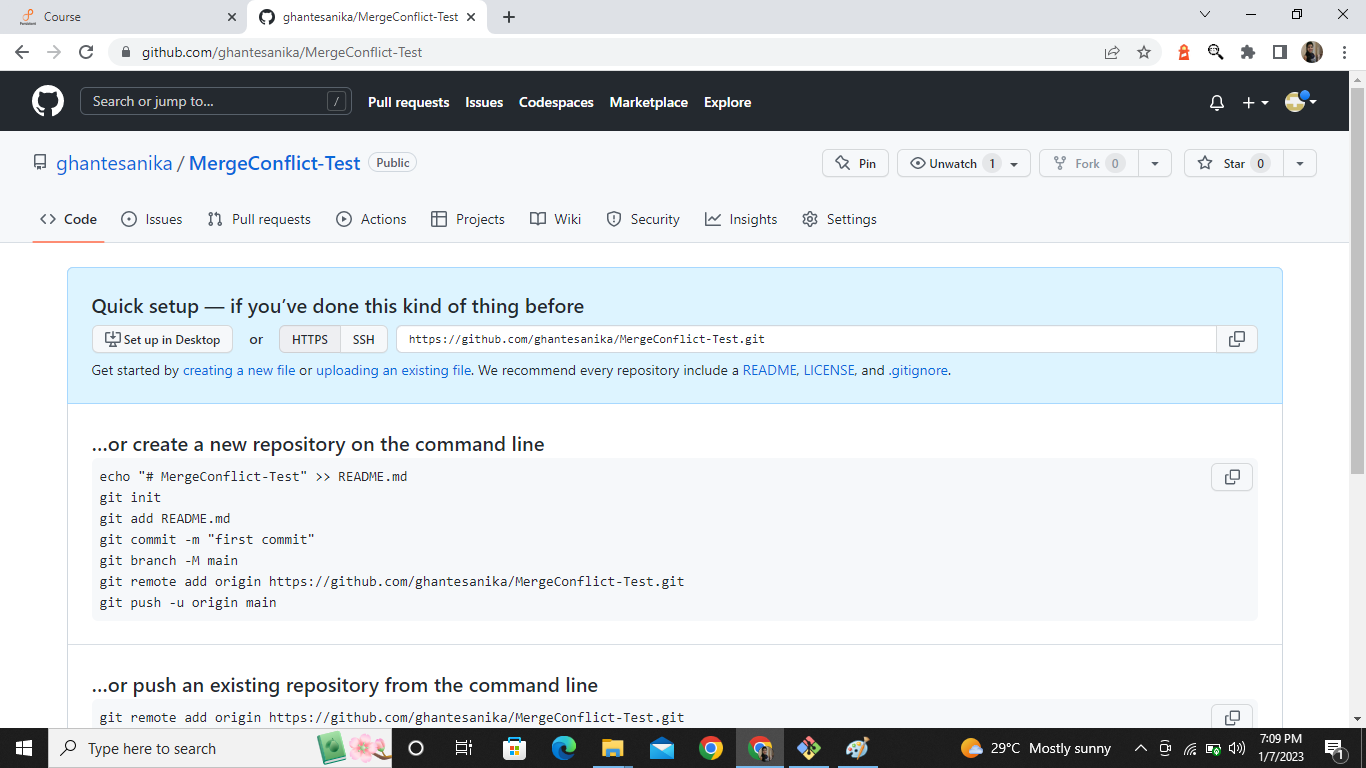 Course
ghantesanika/MergeConflict-Test
github.com/ghantesanika/MergeConflict-Test
Search or jump to... /
Pull requests Issues Codespaces Marketplace Explore
ghantesanika / MergeConflict-Test Public
Pin Unwatch 1 Fork 0 Star 0
Code Issues Pull requests Actions Projects Wiki Security Insights Settings
Quick setup — if you’ve done this kind of thing before
Set up in Desktop or HTTPS SSH https://github.com/ghantesanika/MergeConflict-Test.git
Get started by creating a new file or uploading an existing file. We recommend every repository include a README, LICENSE, and .gitignore.
…or create a new repository on the command line
echo "# MergeConflict-Test" >> README.md
git init
git add README.md
git commit -m "first commit"
git branch -M main
git remote add origin https://github.com/ghantesanika/MergeConflict-Test.git
git push -u origin main
…or push an existing repository from the command line
git remote add origin https://github.com/ghantesanika/MergeConflict-Test.git
Type here to search
29°C Mostly sunny
7:09 PM
1/7/2023
1